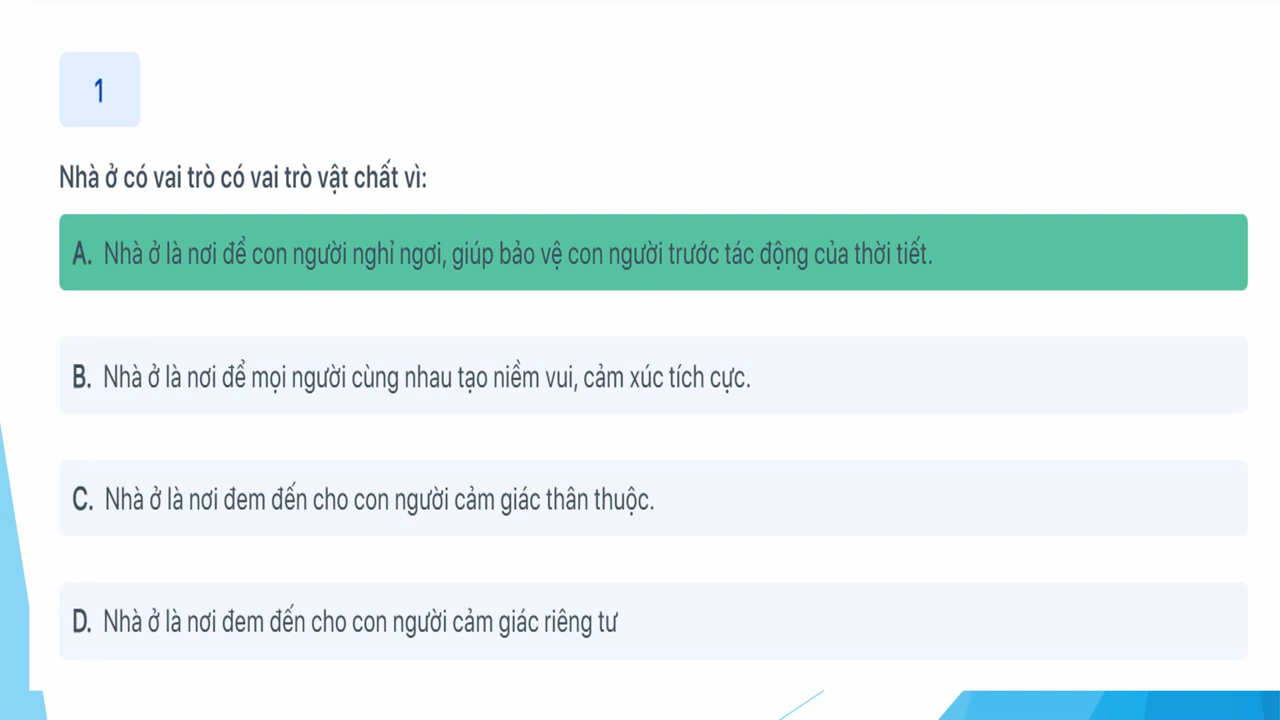 1
Nhà ở có vai trò có vai trò vật chất vì:
A. Nhà ở là nơi để con người nghỉ ngơi, giúp bảo vệ con người trước tác động của thời tiết.
B. Nhà ở là nơi để mọi người cùng nhau tạo niềm vui, cảm xúc tích cực.
C. Nhà ở là nơi đem đến cho con người cảm giác thân thuộc.
D. Nhà ở là nơi đem đến cho con người cảm giác riêng tư